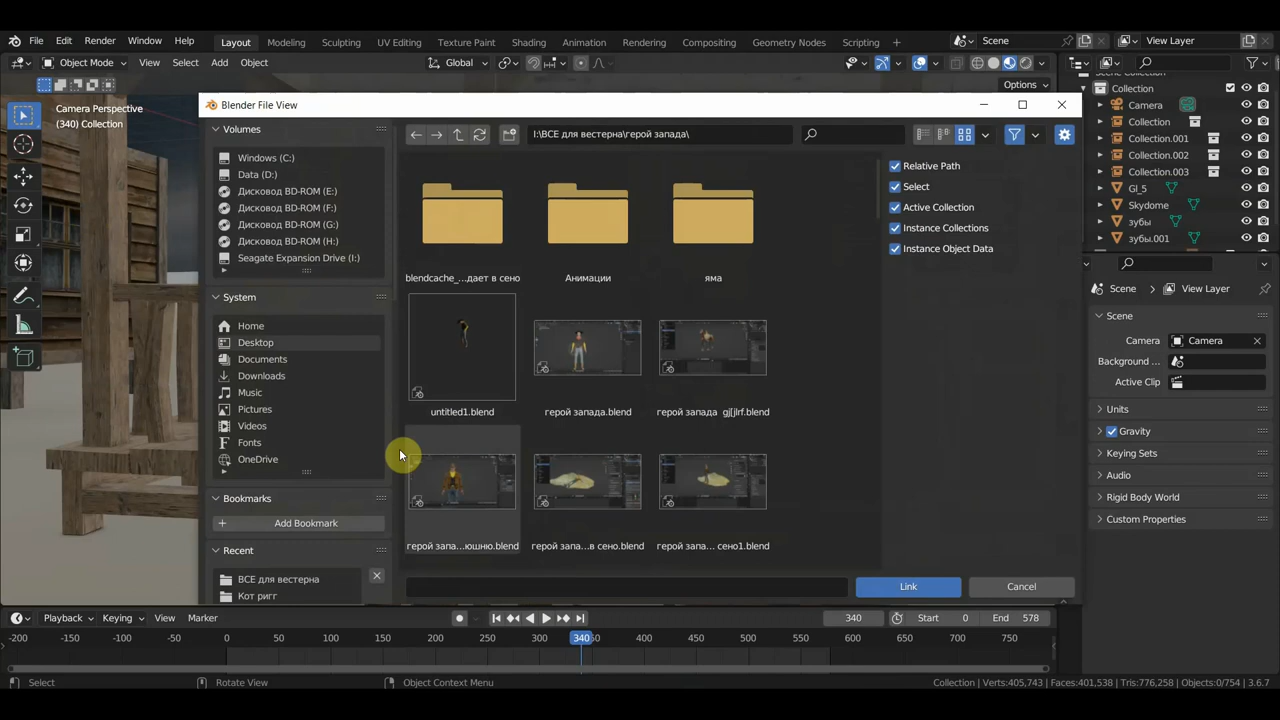 File Edit Render Window Help Layout Modeling Sculpting UV Editing Texture Paint Shading Animation Rendering Compositing Geometry Nodes Scripting + Scene View Layer
Object Mode View Select Add Object Global
Options
Camera Perspective
(340) Collection
Blender File View
Volumes
Windows (C:)
Data (D:)
Дисковод BD-ROM (E:)
Дисковод BD-ROM (F:)
Дисковод BD-ROM (G:)
Дисковод BD-ROM (H:)
Seagate Expansion Drive (I:)
System
Home
Desktop
Documents
Downloads
Music
Pictures
Videos
Fonts
OneDrive
Bookmarks
Add Bookmark
Recent
ВСЕ для вестерна
Кот ригг
I:\ВСЕ для вестерна\герой запада\
blendcache_...дает в сено Анимации яма
untitled1.blend герой запада.blend герой запада gj[jlrf.blend
герой запа...юшню.blend герой запа...в сено.blend герой запа... сено1.blend
Relative Path
Select
Active Collection
Instance Collections
Instance Object Data
Link Cancel
Collection
Camera
Collection
Collection.001
Collection.002
Collection.003
Gl_5
Skydome
зубы
зубы.001
Scene View Layer
Scene
Camera Camera
Background ...
Active Clip
Units
Gravity
Keying Sets
Audio
Rigid Body World
Custom Properties
Playback Keying View Marker 340 Start 0 End 578
-200 -150 -100 -50 0 50 100 150 200 250 300 340 400 450 500 550 600 650 700 750
Select Rotate View Object Context Menu Collection | Verts:405,743 | Faces:401,538 | Tris:776,258 | Objects:0/754 | 3.6.7